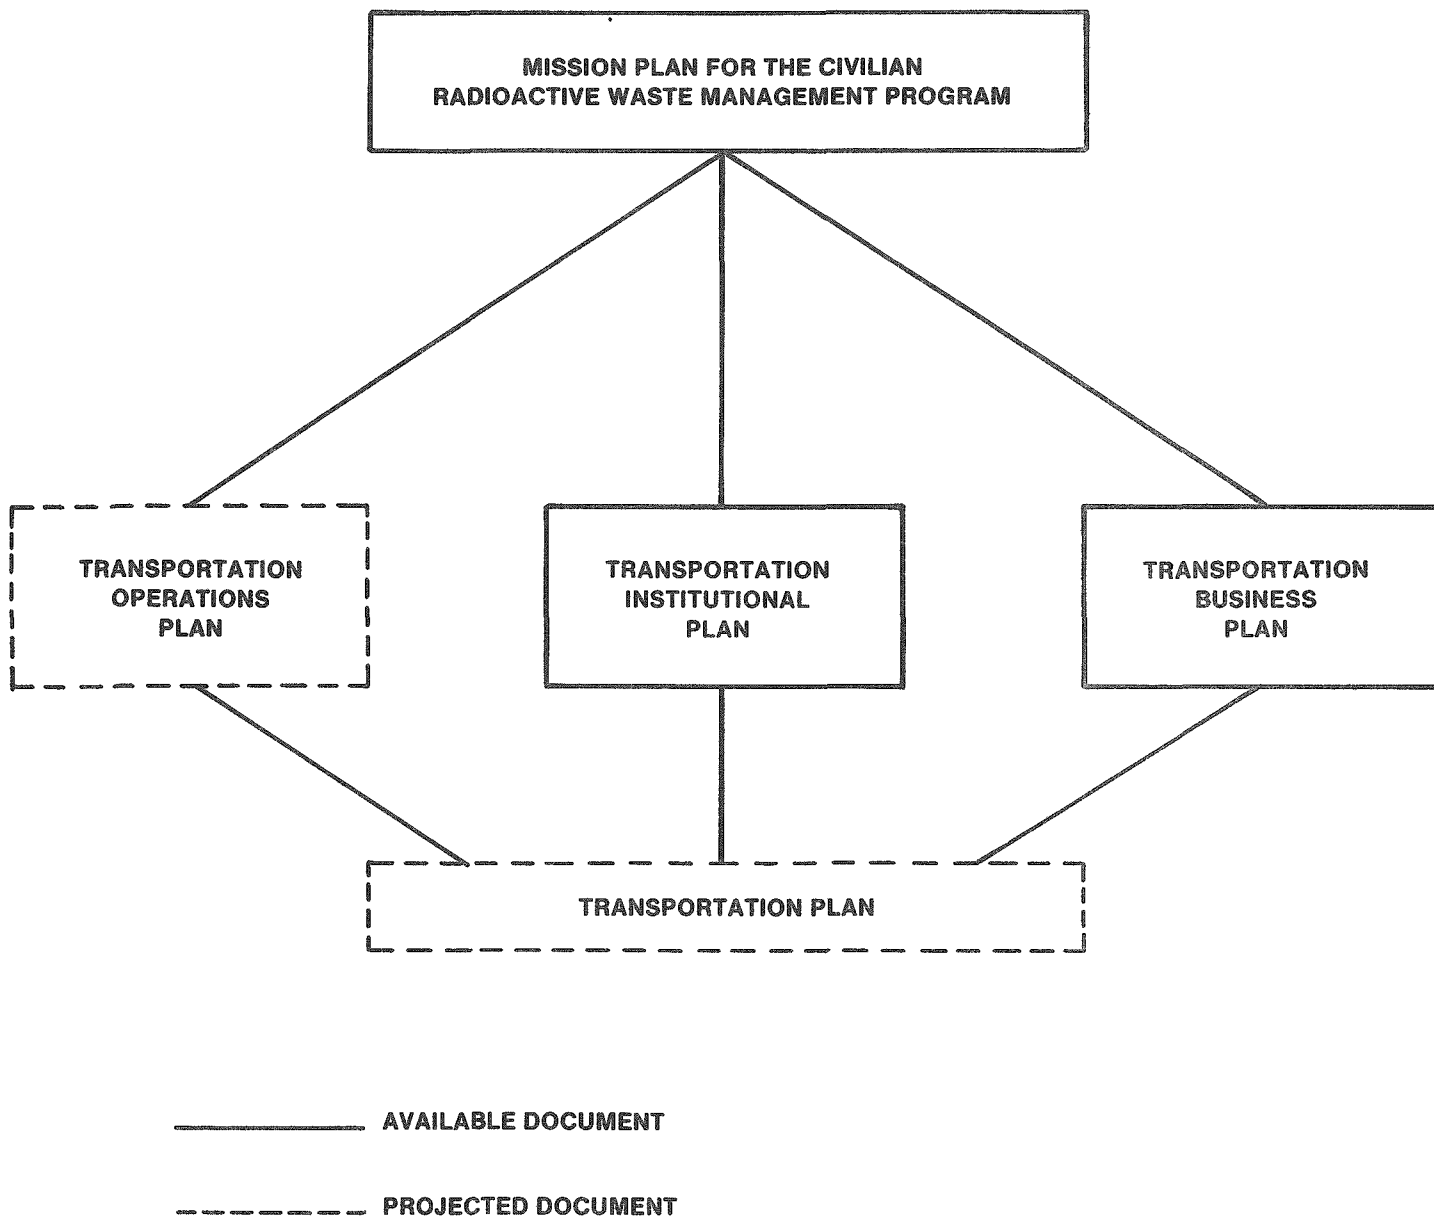 MISSION PLAN FOR THE CIVILIAN
RADIOACTIVE WASTE MANAGEMENT PROGRAM
TRANSPORTATION
OPERATIONS
PLAN
TRANSPORTATION
INSTITUTIONAL
PLAN
TRANSPORTATION
BUSINESS
PLAN
TRANSPORTATION PLAN
AVAILABLE DOCUMENT
PROJECTED DOCUMENT